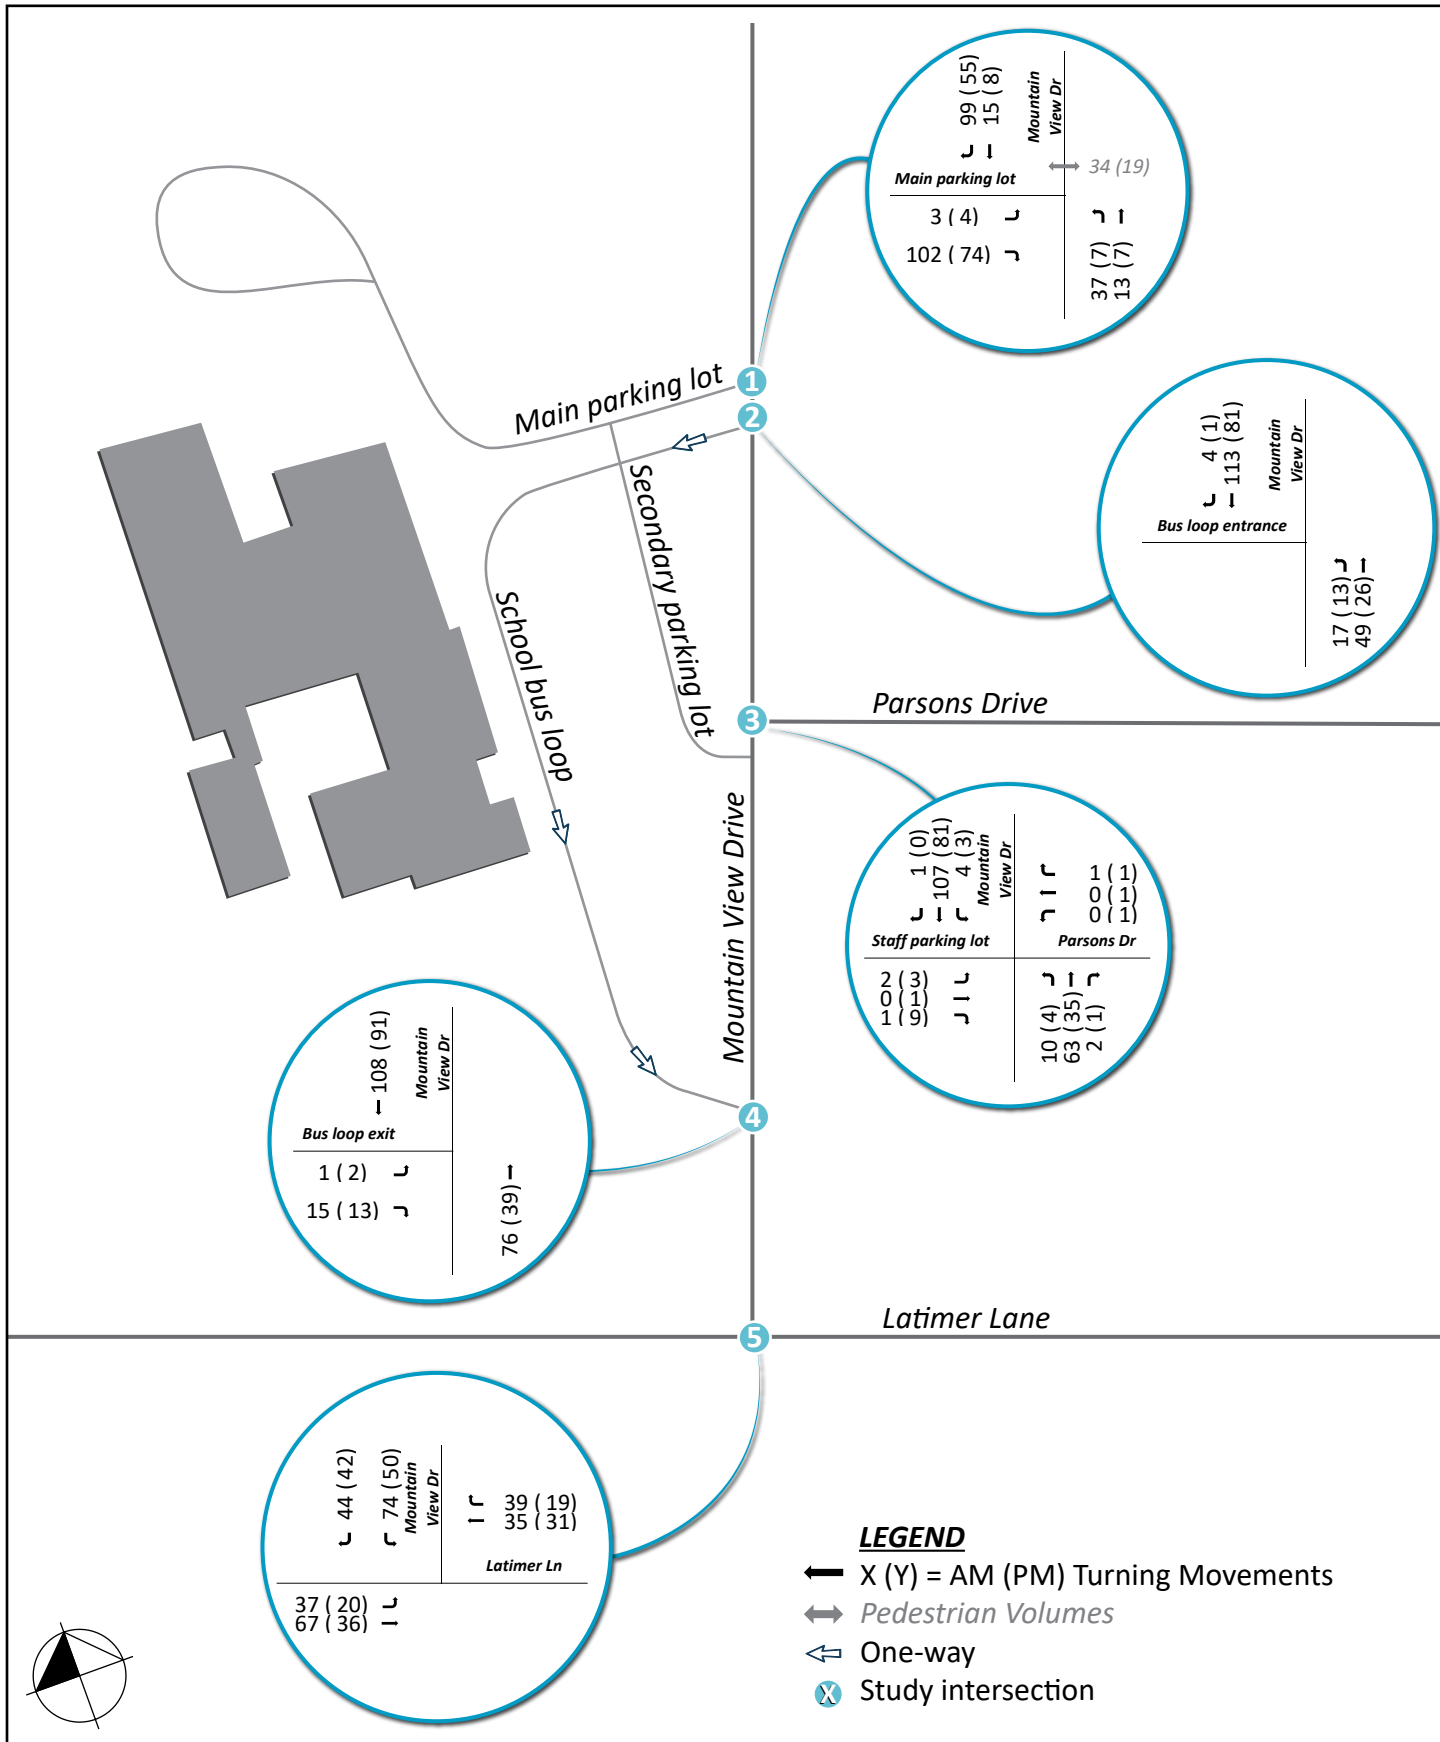 99 (55)
15 (8)
Mountain
View Dr
34 (19)
Main parking lot
3 ( 4)
102 ( 74)
37 (7)
13 (7)
Main parking lot
1
2
4 (1)
113 (81)
Mountain
View Dr
Bus loop entrance
17 ( 13)
49 ( 26)
Secondary parking lot
School bus loop
Parsons Drive
3
Mountain View Drive
1 (0)
107 (81)
4 (3)
Mountain
View Dr
1 ( 1)
0 ( 1)
0 ( 1)
Staff parking lot
Parsons Dr
2 ( 3)
0 ( 1)
1 ( 9)
10 (4)
63 (35)
2 (1)
108 (91)
Mountain
View Dr
Bus loop exit
1 ( 2)
15 ( 13)
76 ( 39)
4
Latimer Lane
5
44 ( 42)
74 ( 50)
Mountain
View Dr
39 ( 19)
35 ( 31)
Latimer Ln
37 ( 20)
67 ( 36)
LEGEND
X (Y) = AM (PM) Turning Movements
Pedestrian Volumes
One-way
X Study intersection